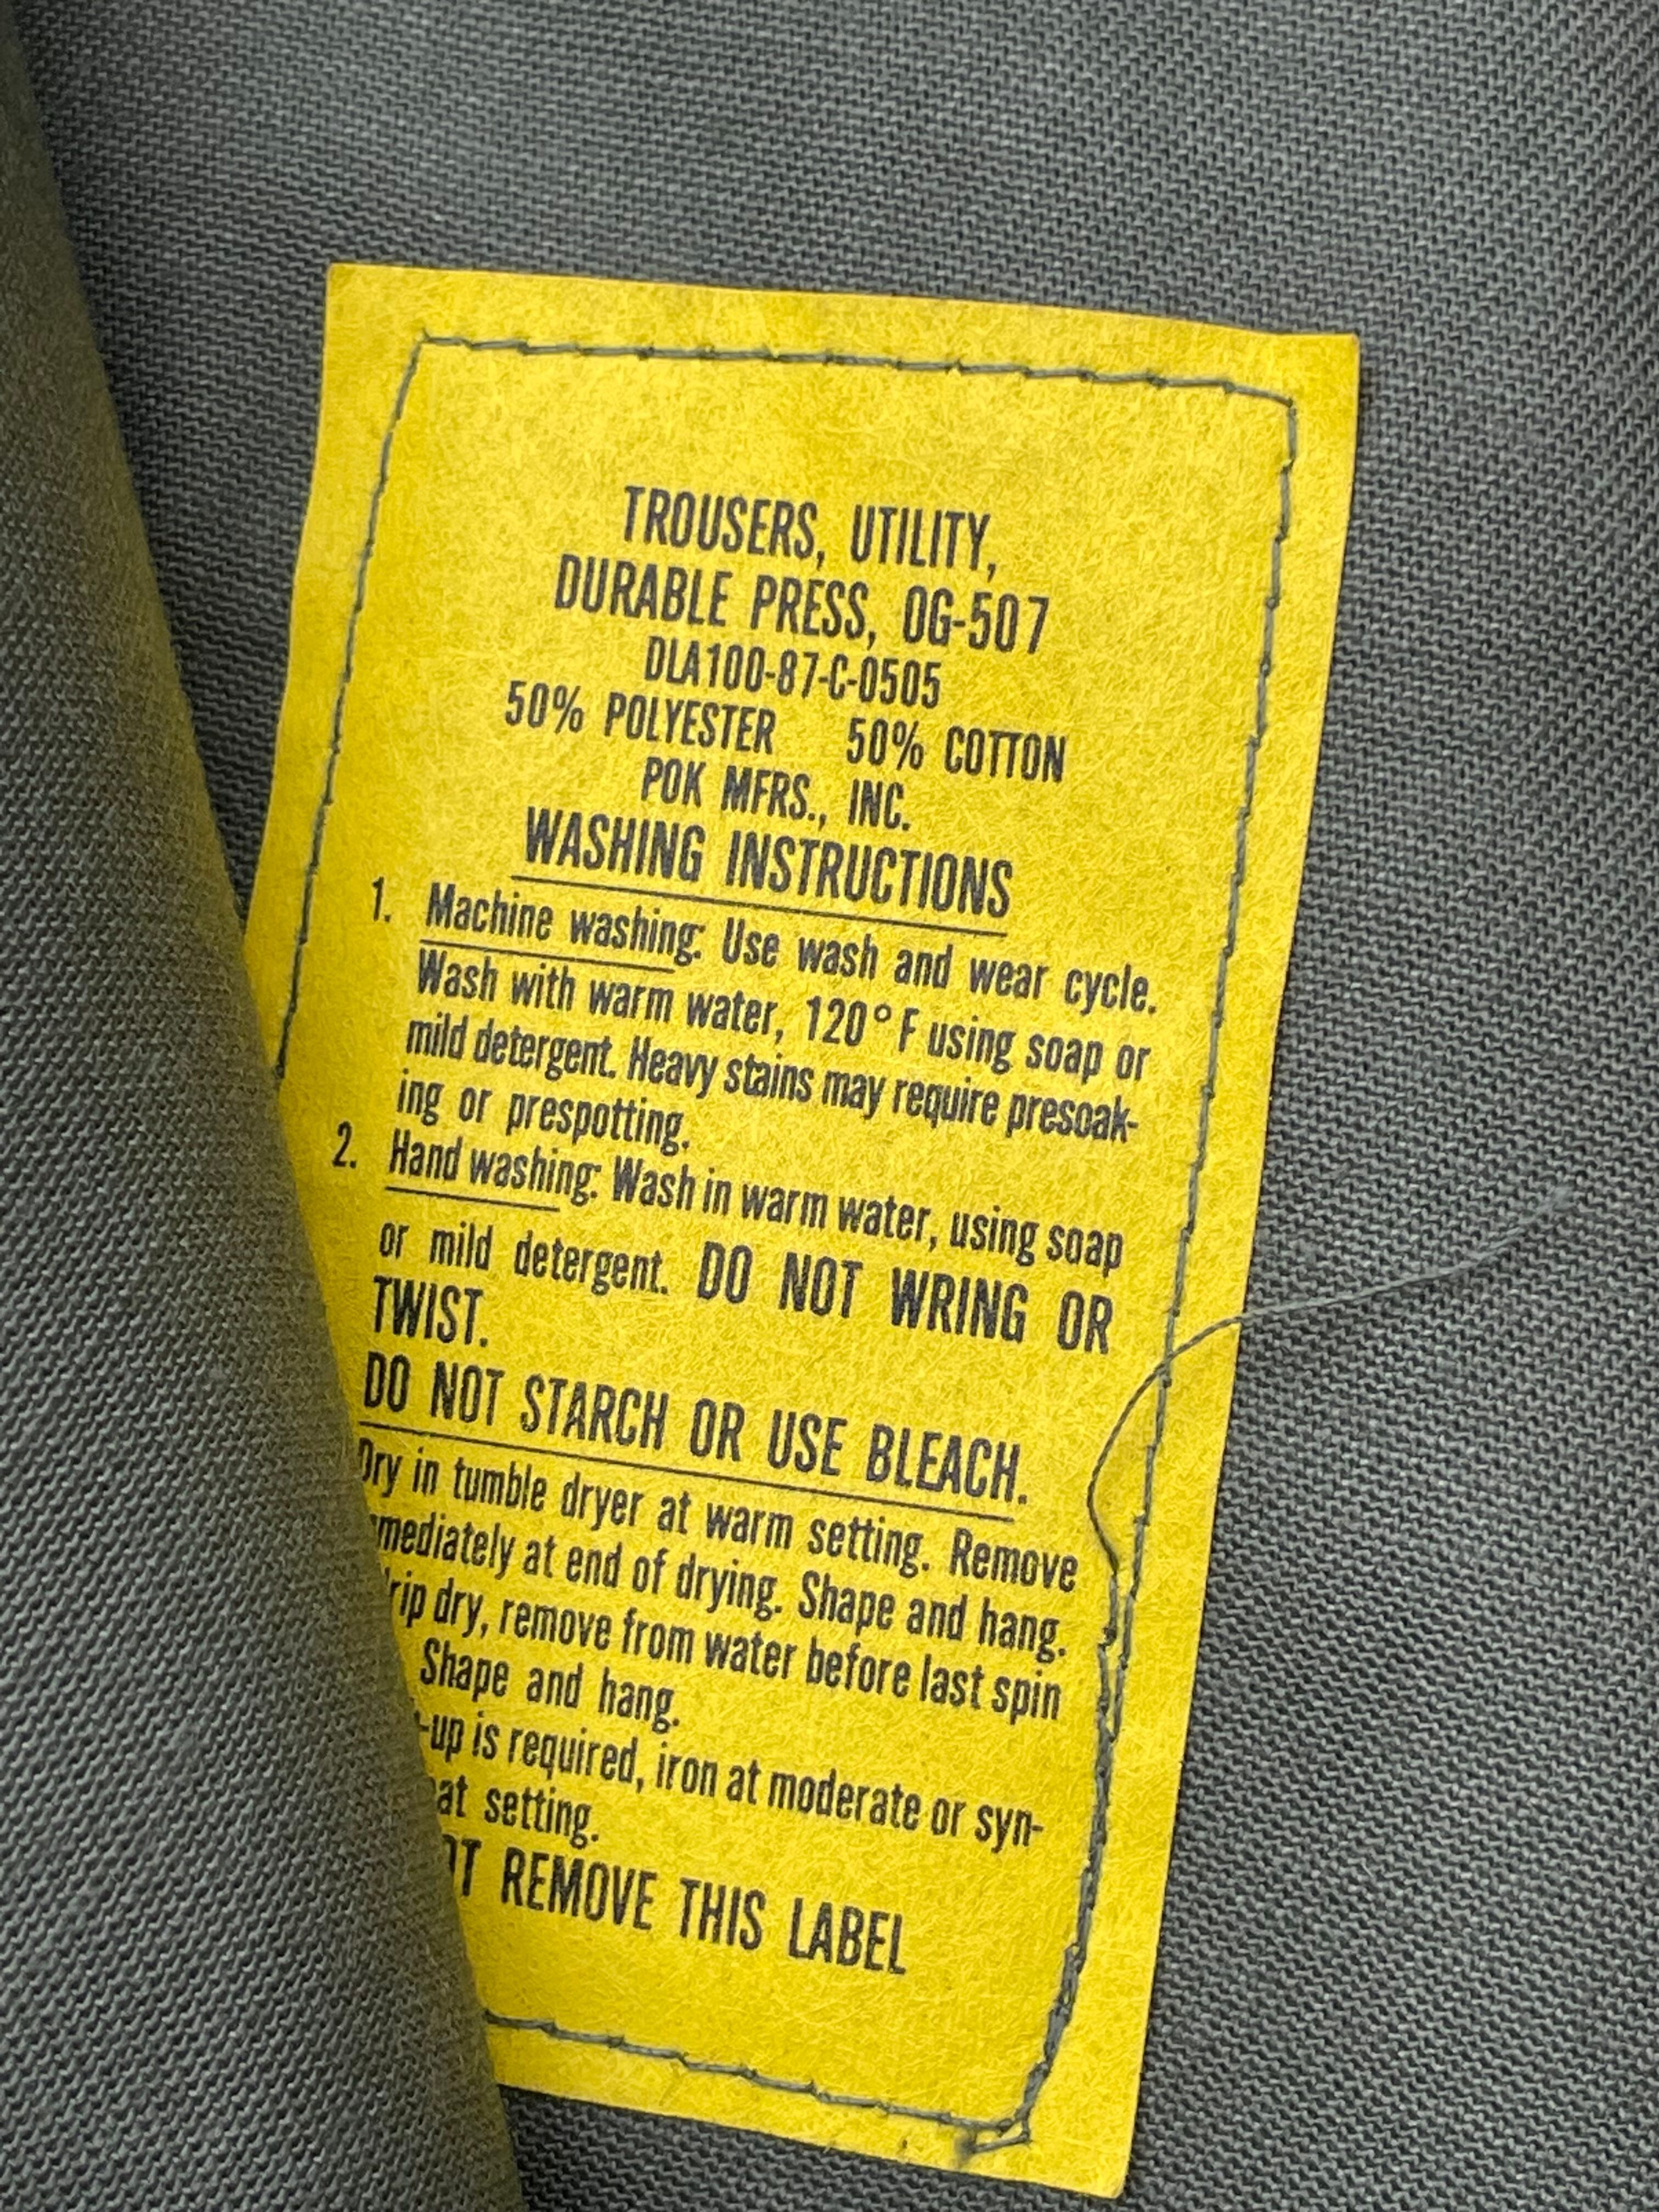 TROUSERS, UTILITY,
DURABLE PRESS, OG-507
DLA100-87-C-0505
50% POLYESTER 50% COTTON
POK MFRS., INC.
WASHING INSTRUCTIONS
1. Machine washing: Use wash and wear cycle.
Wash with warm water, 120° F using soap or
mild detergent. Heavy stains may require presoak-
ing or prespotting.
2. Hand washing: Wash in warm water, using soap
or mild detergent. DO NOT WRING OR
TWIST.
DO NOT STARCH OR USE BLEACH.
Dry in tumble dryer at warm setting. Remove
mmediately at end of drying. Shape and hang.
rip dry, remove from water before last spin
Shape and hang.
-up is required, iron at moderate or syn-
at setting.
OT REMOVE THIS LABEL